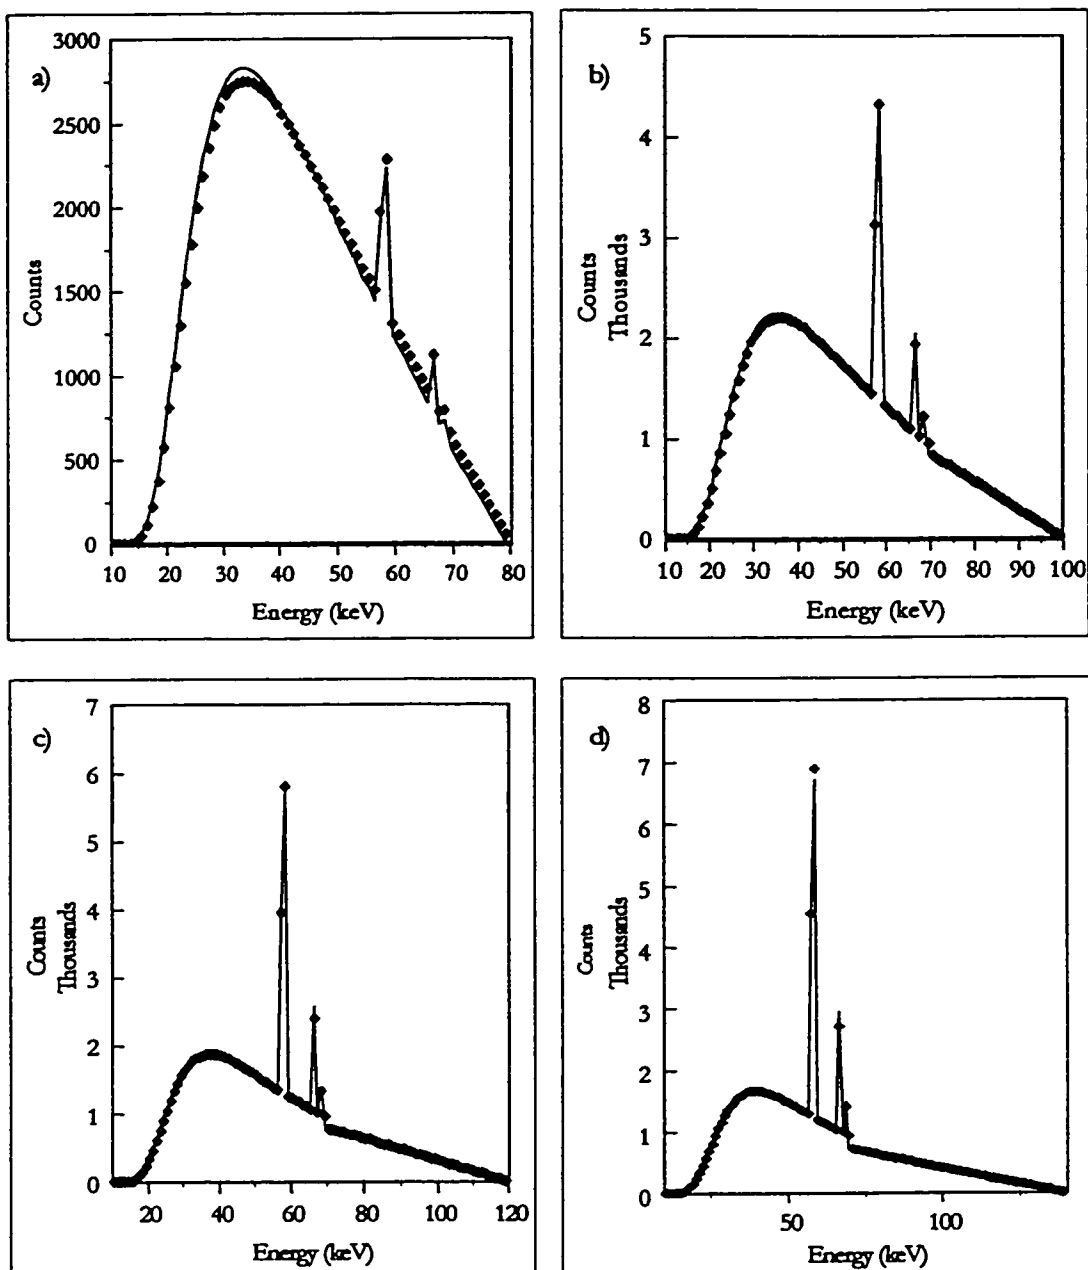 a)
3000
2500
2000
1500
1000
500
0
Counts
10 20 30 40 50 60 70 80
Energy (keV)
b)
5
4
3
2
1
0
Counts
Thousands
10 20 30 40 50 60 70 80 90 100
Energy (keV)
c)
7
6
5
4
3
2
1
0
Counts
Thousands
20 40 60 80 100 120
Energy (keV)
d)
8
7
6
5
4
3
2
1
0
Counts
Thousands
50 100
Energy (keV)